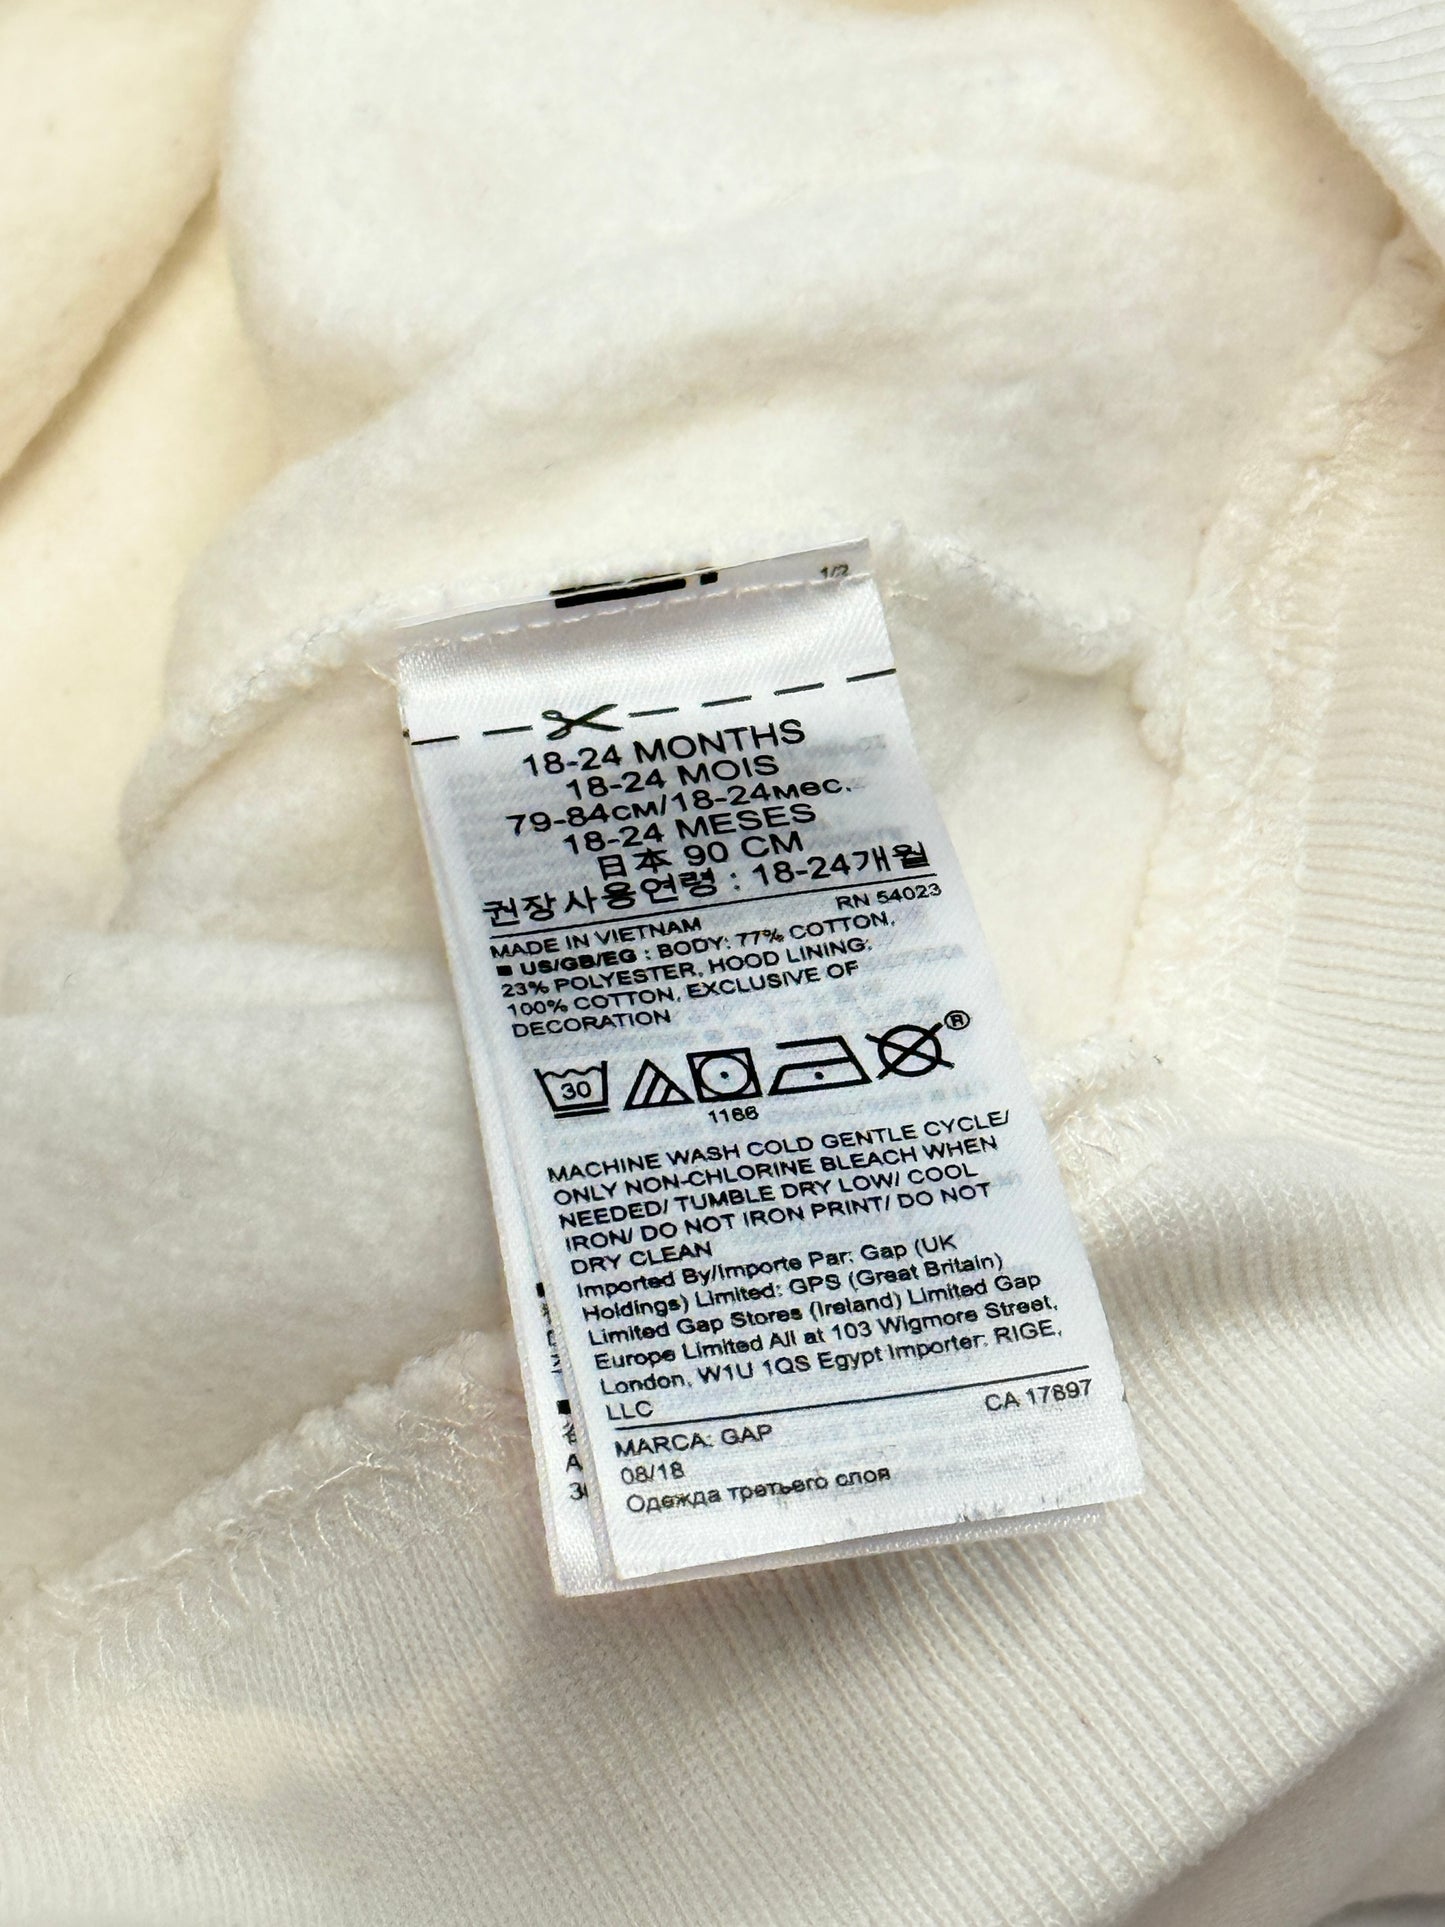 1/2
18-24 MONTHS
18-24 MOIS
79-84см/18-24мес.
18-24 MESES
日本 90 CM
권장사용연령 : 18-24개월
RN 54023
MADE IN VIETNAM
■ US/GB/EG : BODY: 77% COTTON,
23% POLYESTER, HOOD LINING:
100% COTTON, EXCLUSIVE OF
DECORATION
30
®
1166
MACHINE WASH COLD GENTLE CYCLE/
ONLY NON-CHLORINE BLEACH WHEN
NEEDED/ TUMBLE DRY LOW/ COOL
IRON/ DO NOT IRON PRINT/ DO NOT
DRY CLEAN
Imported By/Importe Par: Gap (UK
Holdings) Limited: GPS (Great Britain)
Limited Gap Stores (Ireland) Limited Gap
Europe Limited All at 103 Wigmore Street,
London, W1U 1QS Egypt Importer: RIGE,
LLC
CA 17897
MARCA: GAP
08/18
Одежда третьего слоя